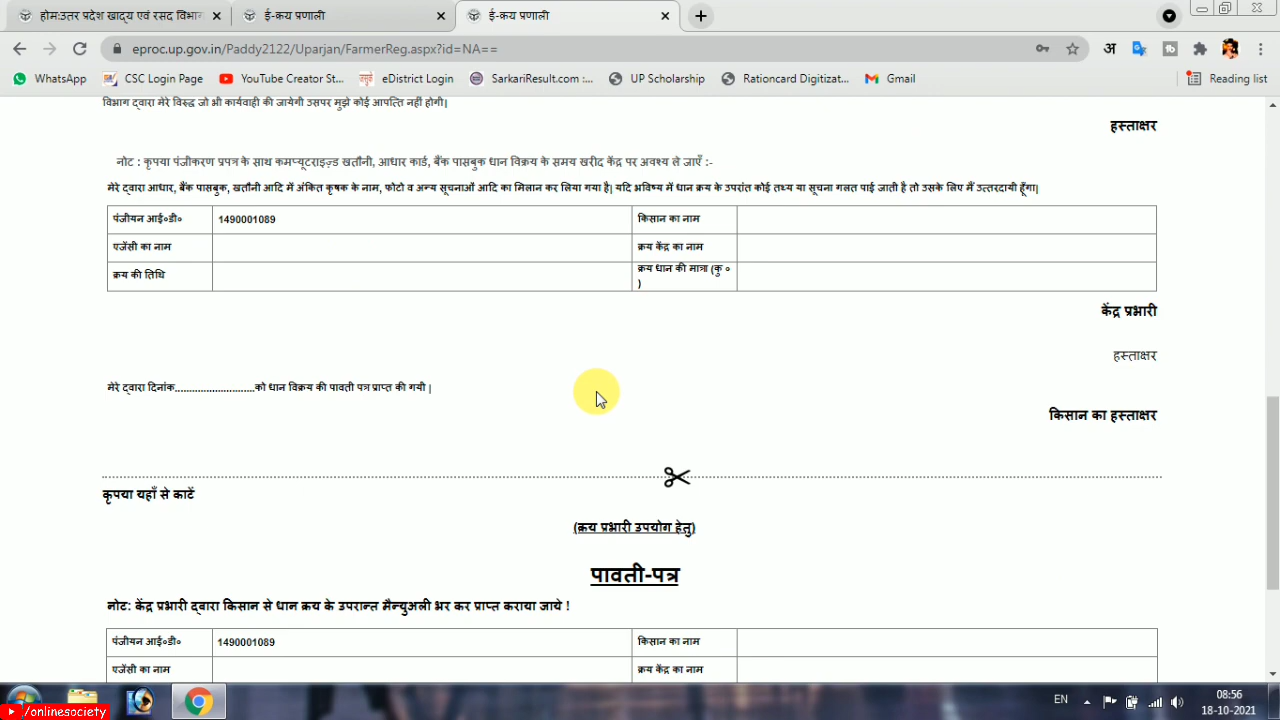 होम:उतर प्रदेश खाद्य एवं रसद विभाग
ई-क्रय प्रणाली
ई-क्रय प्रणाली
eproc.up.gov.in/Paddy2122/Uparjan/FarmerReg.aspx?id=NA==
अ
WhatsApp
CSC Login Page
YouTube Creator St...
eDistrict Login
SarkariResult.com :...
UP Scholarship
Rationcard Digitizat...
Gmail
Reading list
विभाग द्वारा मेरे विरुद्ध जो भी कार्यवाही की जायेगी उसपर मुझे कोई आपत्ति नहीं होगी|
हस्ताक्षर
नोट : कृपया पंजीकरण प्रपत्र के साथ कमप्यूटराइज़्ड खतौनी, आधार कार्ड, बैंक पासबुक धान विक्रय के समय खरीद केंद्र पर अवश्य ले जाएँ :-
मेरे द्वारा आधार, बैंक पासबुक, खतौनी आदि में अंकित कृषक के नाम, फोटो व अन्य सूचनाओं आदि का मिलान कर लिया गया है| यदि भविष्य में धान क्रय के उपरांत कोई तथ्य या सूचना गलत पाई जाती है तो उसके लिए मैं उत्तरदायी हूँगा|
पंजीयन आई०डी० 1490001089 किसान का नाम
एजेंसी का नाम क्रय केंद्र का नाम
क्रय की तिथि क्रय धान की मात्रा (कु ०
)
केंद्र प्रभारी
हस्ताक्षर
मेरे द्वारा दिनांक............................को धान विक्रय की पावती पत्र प्राप्त की गयी |
किसान का हस्ताक्षर
कृपया यहाँ से काटें
(क्रय प्रभारी उपयोग हेतु)
पावती-पत्र
नोट: केंद्र प्रभारी द्वारा किसान से धान क्रय के उपरान्त मैन्युअली भर कर प्राप्त कराया जाये !
पंजीयन आई०डी० 1490001089 किसान का नाम
एजेंसी का नाम क्रय केंद्र का नाम
EN
08:56
18-10-2021
/onlinesociety